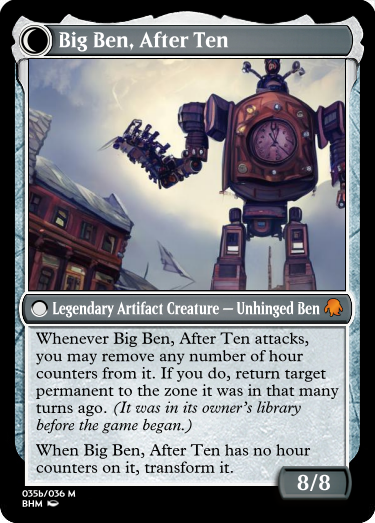 Big Ben, After Ten
Legendary Artifact Creature — Unhinged Ben
Whenever Big Ben, After Ten attacks,
you may remove any number of hour
counters from it. If you do, return target
permanent to the zone it was in that many
turns ago. (It was in its owner's library
before the game began.)
When Big Ben, After Ten has no hour
counters on it, transform it.
8/8
035b/036 M
BHM